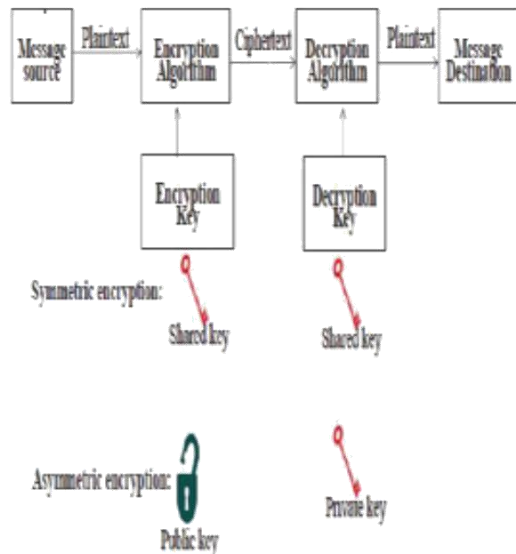 Message
source
Plaintext
Encryption
Algorithm
Ciphertext
Decryption
Algorithm
Plaintext
Message
Destination
Encryption
Key
Decryption
Key
Symmetric encryption:
Shared key
Shared key
Asymmetric encryption:
Public key
Private key